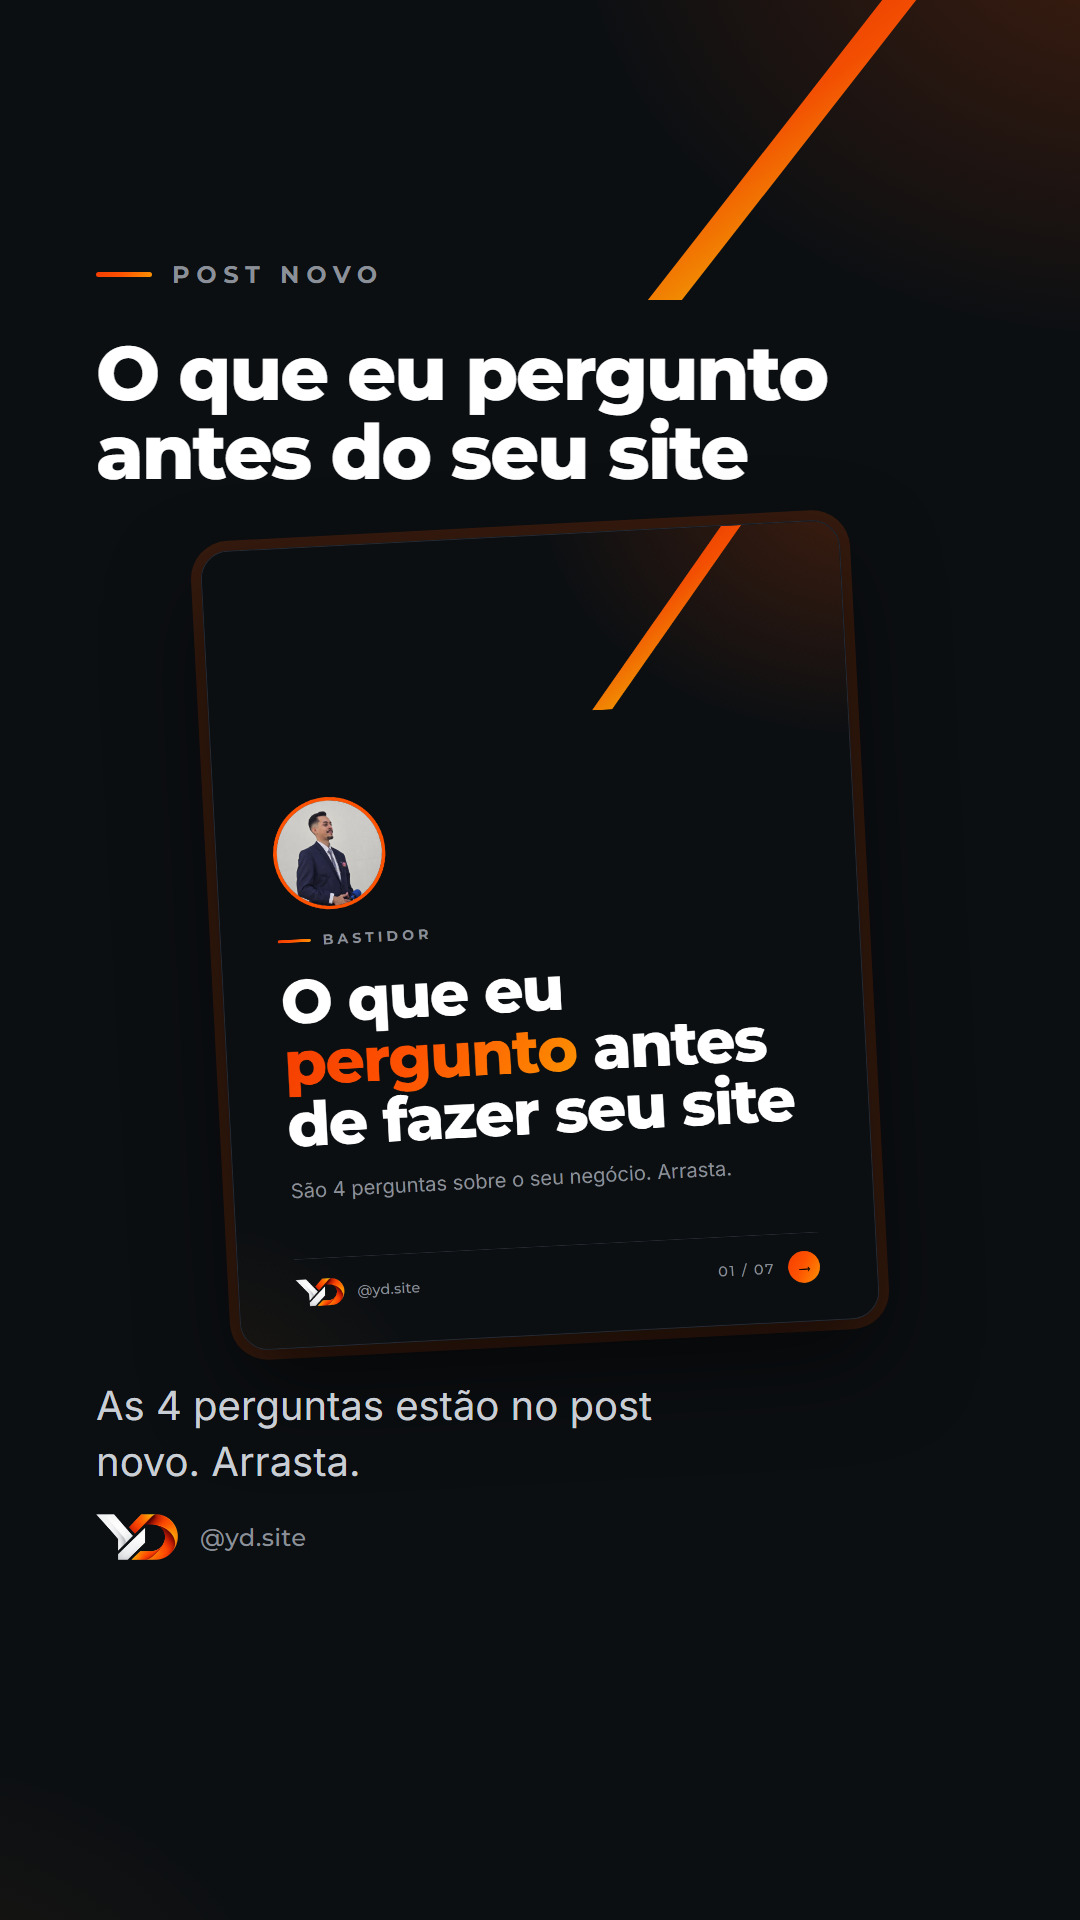 POST NOVO
O que eu pergunto
antes do seu site
BASTIDOR
O que eu
pergunto antes
de fazer seu site
São 4 perguntas sobre o seu negócio. Arrasta.
YD @yd.site
01 / 07 →
As 4 perguntas estão no post
novo. Arrasta.
YD @yd.site